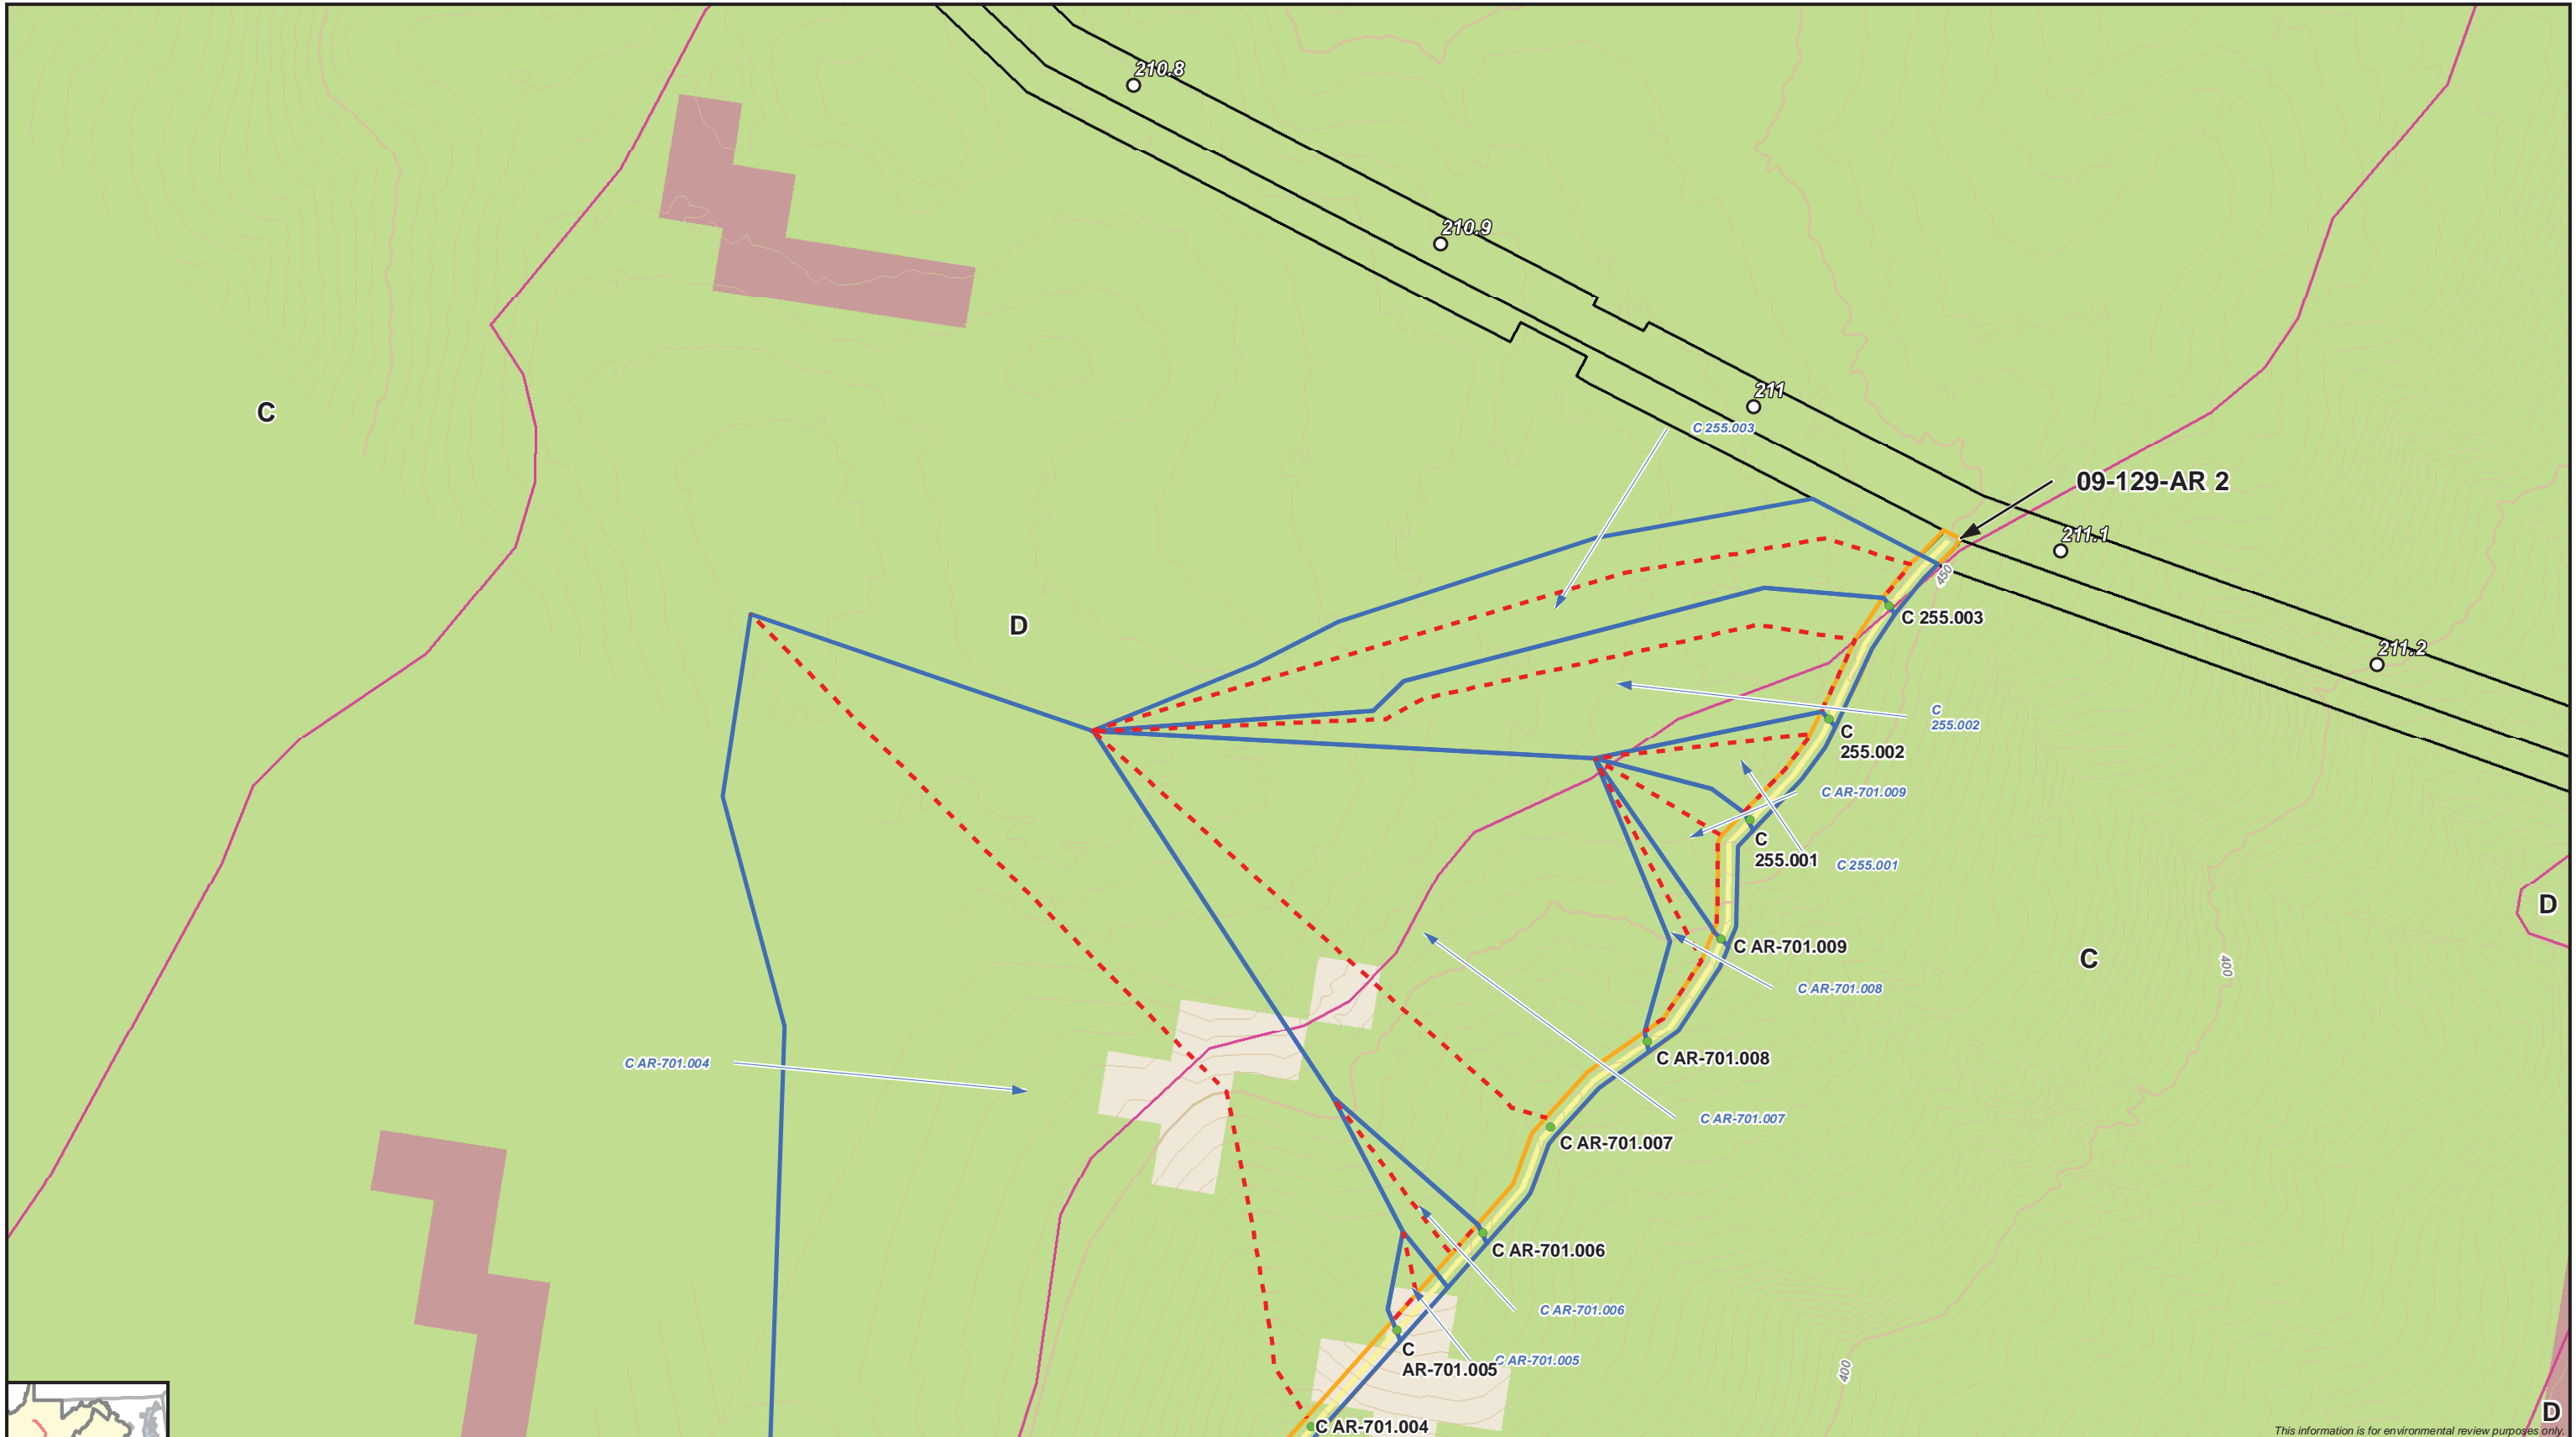 210.8
210.9
C
211
C 255.003
09-129-AR 2
211.1
450
C 255.003
D
211.2
C
255.002
C
255.002
C AR-701.009
C
255.001
C 255.001
D
C AR-701.009
C
400
C AR-701.008
C AR-701.008
C AR-701.004
C AR-701.007
C AR-701.007
C AR-701.006
C AR-701.006
C
AR-701.005
C AR-701.005
400
D
C AR-701.004
This information is for environmental review purposes only.